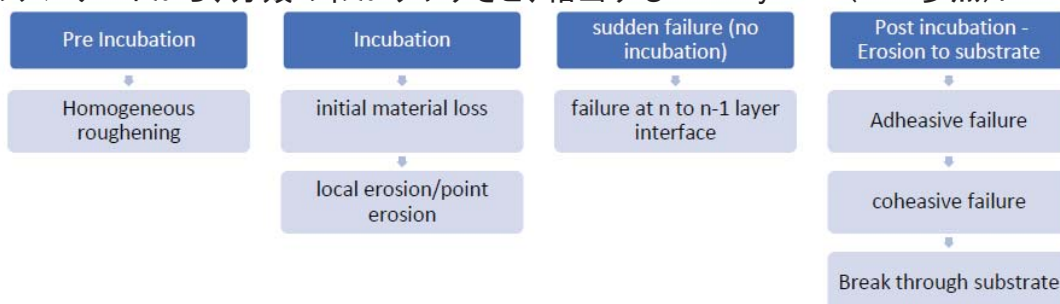 Pre Incubation
Homogeneous
roughening
Incubation
initial material loss
local erosion/point
erosion
sudden failure (no
incubation)
failure at n to n-1 layer
interface
Post incubation -
Erosion to substrate
Adheasive failure
coheasive failure
Break through substrate